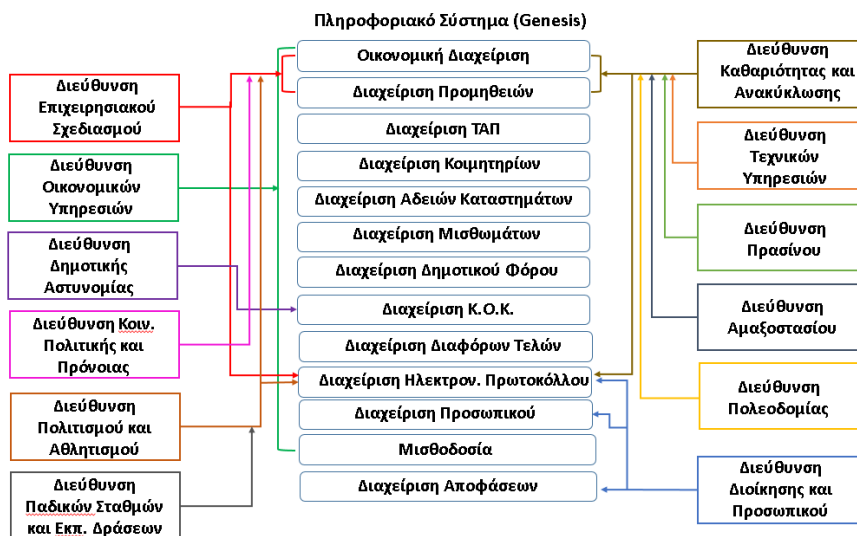 Πληροφοριακό Σύστημα (Genesis)
Διεύθυνση
Επιχειρησιακού
Σχεδιασμού
Διεύθυνση
Οικονομικών
Υπηρεσιών
Διεύθυνση
Δημοτικής
Αστυνομίας
Διεύθυνση Κοιν.
Πολιτικής και
Πρόνοιας
Διεύθυνση
Πολιτισμού και
Αθλητισμού
Διεύθυνση
Παδικών Σταθμών
και Εκπ. Δράσεων
Οικονομική Διαχείριση
Διαχείριση Προμηθειών
Διαχείριση ΤΑΠ
Διαχείριση Κοιμητηρίων
Διαχείριση Αδειών Καταστημάτων
Διαχείριση Μισθωμάτων
Διαχείριση Δημοτικού Φόρου
Διαχείριση Κ.Ο.Κ.
Διαχείριση Διαφόρων Τελών
Διαχείριση Ηλεκτρον. Πρωτοκόλλου
Διαχείριση Προσωπικού
Μισθοδοσία
Διαχείριση Αποφάσεων
Διεύθυνση
Καθαριότητας και
Ανακύκλωσης
Διεύθυνση
Τεχνικών
Υπηρεσιών
Διεύθυνση
Πρασίνου
Διεύθυνση
Αμαξοστασίου
Διεύθυνση
Πολεοδομίας
Διεύθυνση
Διοίκησης και
Προσωπικού